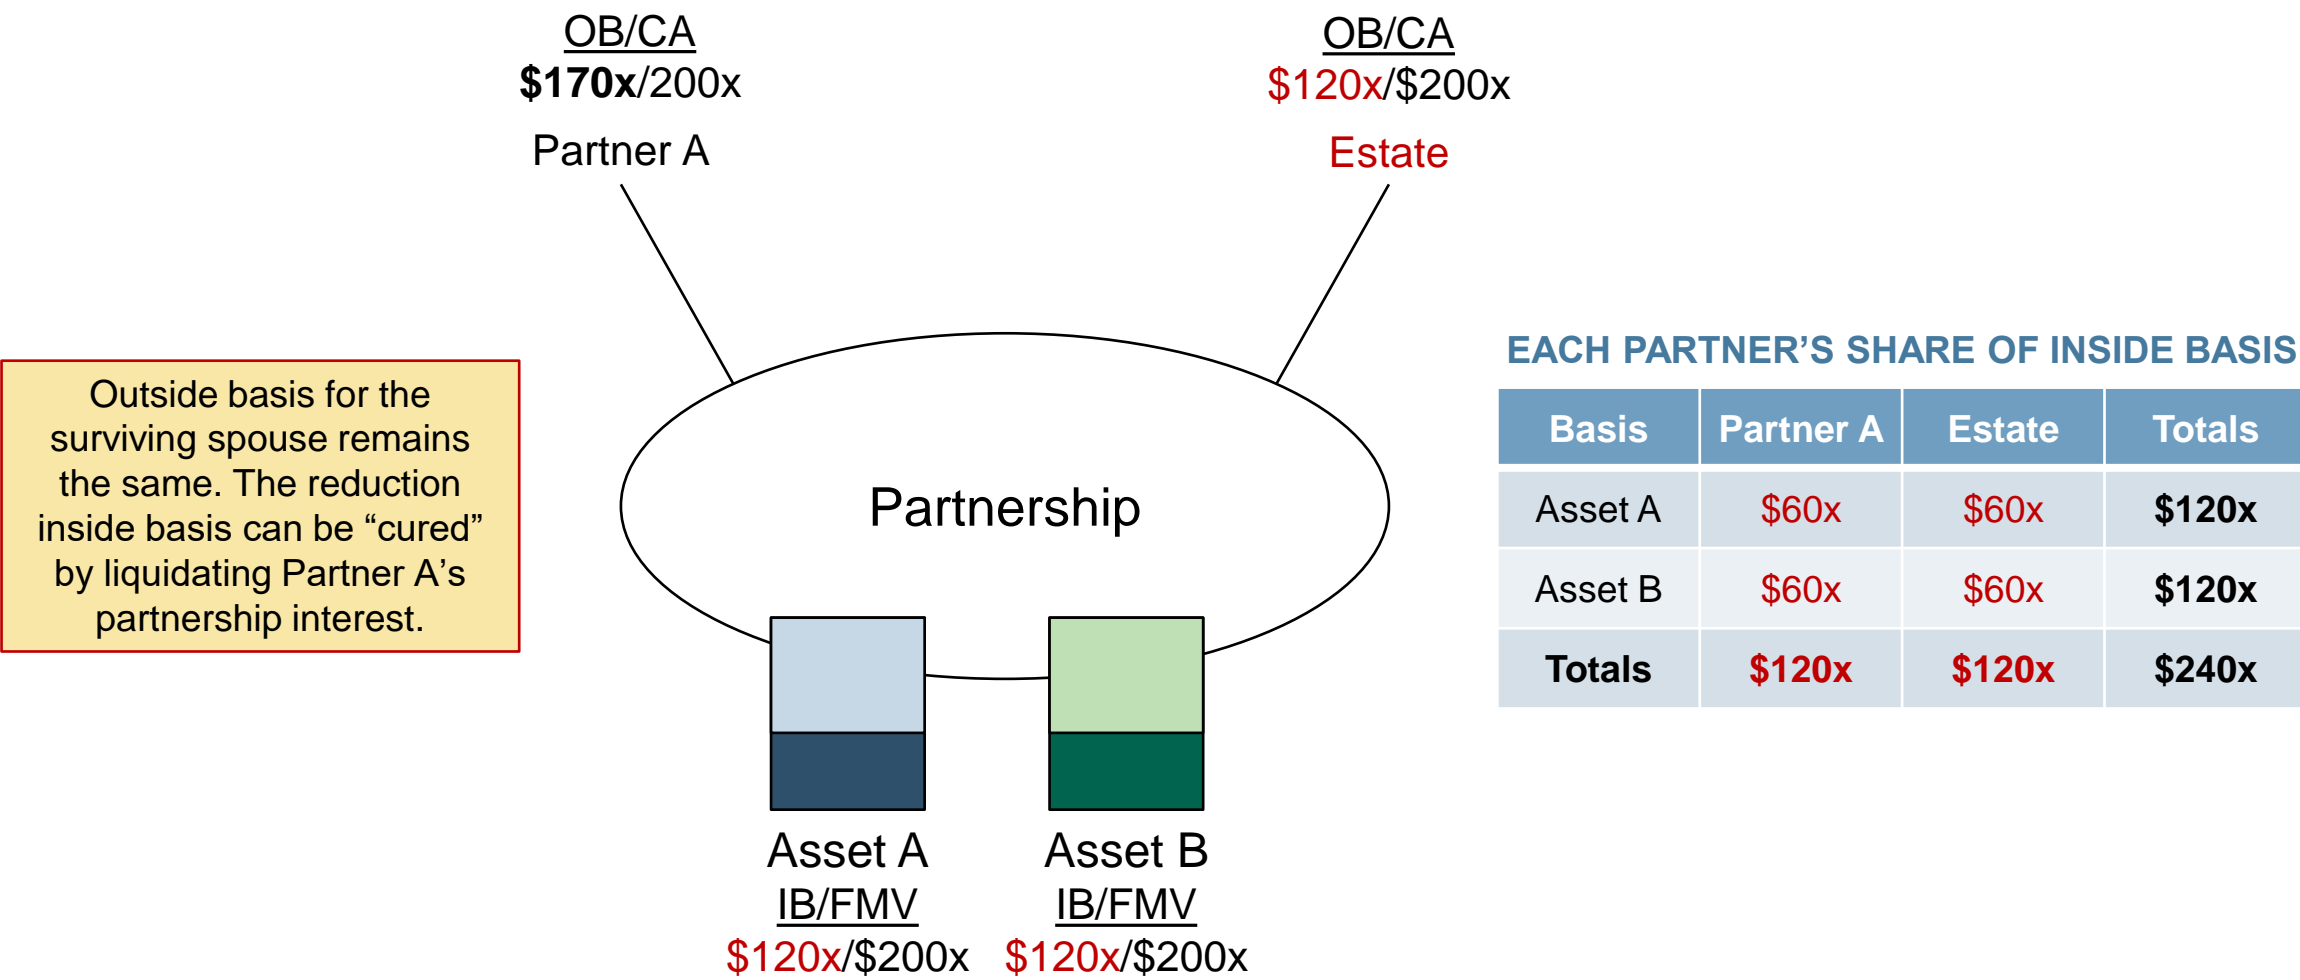 OB/CA
$170x/200x
Partner A
OB/CA
$120x/$200x
Estate
Outside basis for the
surviving spouse remains
the same. The reduction
inside basis can be “cured”
by liquidating Partner A’s
partnership interest.
Partnership
EACH PARTNER’S SHARE OF INSIDE BASIS
Basis Partner A Estate Totals
Asset A $60x $60x $120x
Asset B $60x $60x $120x
Totals $120x $120x $240x
Asset A
IB/FMV
$120x/$200x
Asset B
IB/FMV
$120x/$200x